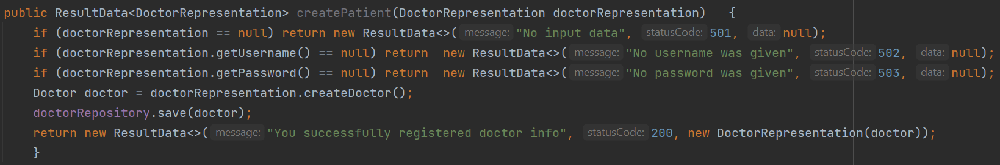 public ResultData<DoctorRepresentation> createPatient(DoctorRepresentation doctorRepresentation)   {
    if (doctorRepresentation == null) return new ResultData<>( message: "No input data",  statusCode: 501,  data: null);
    if (doctorRepresentation.getUsername() == null) return  new ResultData<>( message: "No username was given",  statusCode: 502,  data: null);
    if (doctorRepresentation.getPassword() == null) return  new ResultData<>( message: "No password was given",  statusCode: 503,  data: null);
    Doctor doctor = doctorRepresentation.createDoctor();
    doctorRepository.save(doctor);
    return new ResultData<>( message: "You successfully registered doctor info",  statusCode: 200, new DoctorRepresentation(doctor));
    }